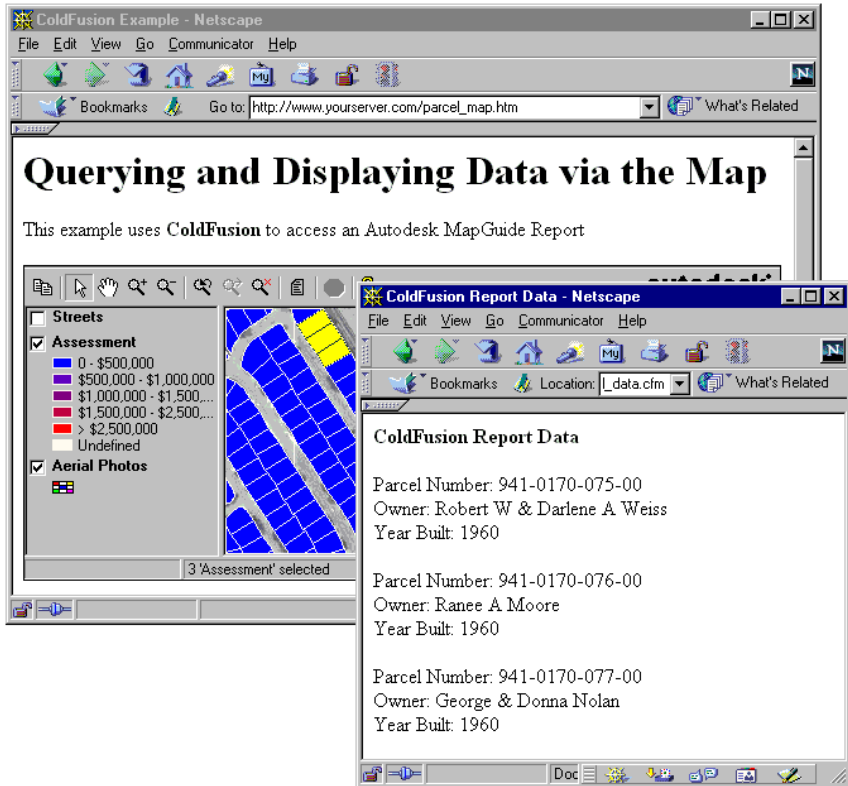 ColdFusion Example - Netscape
File Edit View Go Communicator Help
My
N
Bookmarks Go to: http://www.yourserver.com/parcel_map.htm What's Related
Querying and Displaying Data via the Map
This example uses ColdFusion to access an Autodesk MapGuide Report
Streets
Assessment
0 - $500,000
$500,000 - $1,000,000
$1,000,000 - $1,500,...
$1,500,000 - $2,500,...
> $2,500,000
Undefined
Aerial Photos
3 'Assessment' selected
ColdFusion Report Data - Netscape
File Edit View Go Communicator Help
My
N
Bookmarks Location: l_data.cfm What's Related
ColdFusion Report Data
Parcel Number: 941-0170-075-00
Owner: Robert W & Darlene A Weiss
Year Built: 1960
Parcel Number: 941-0170-076-00
Owner: Ranee A Moore
Year Built: 1960
Parcel Number: 941-0170-077-00
Owner: George & Donna Nolan
Year Built: 1960
Doc